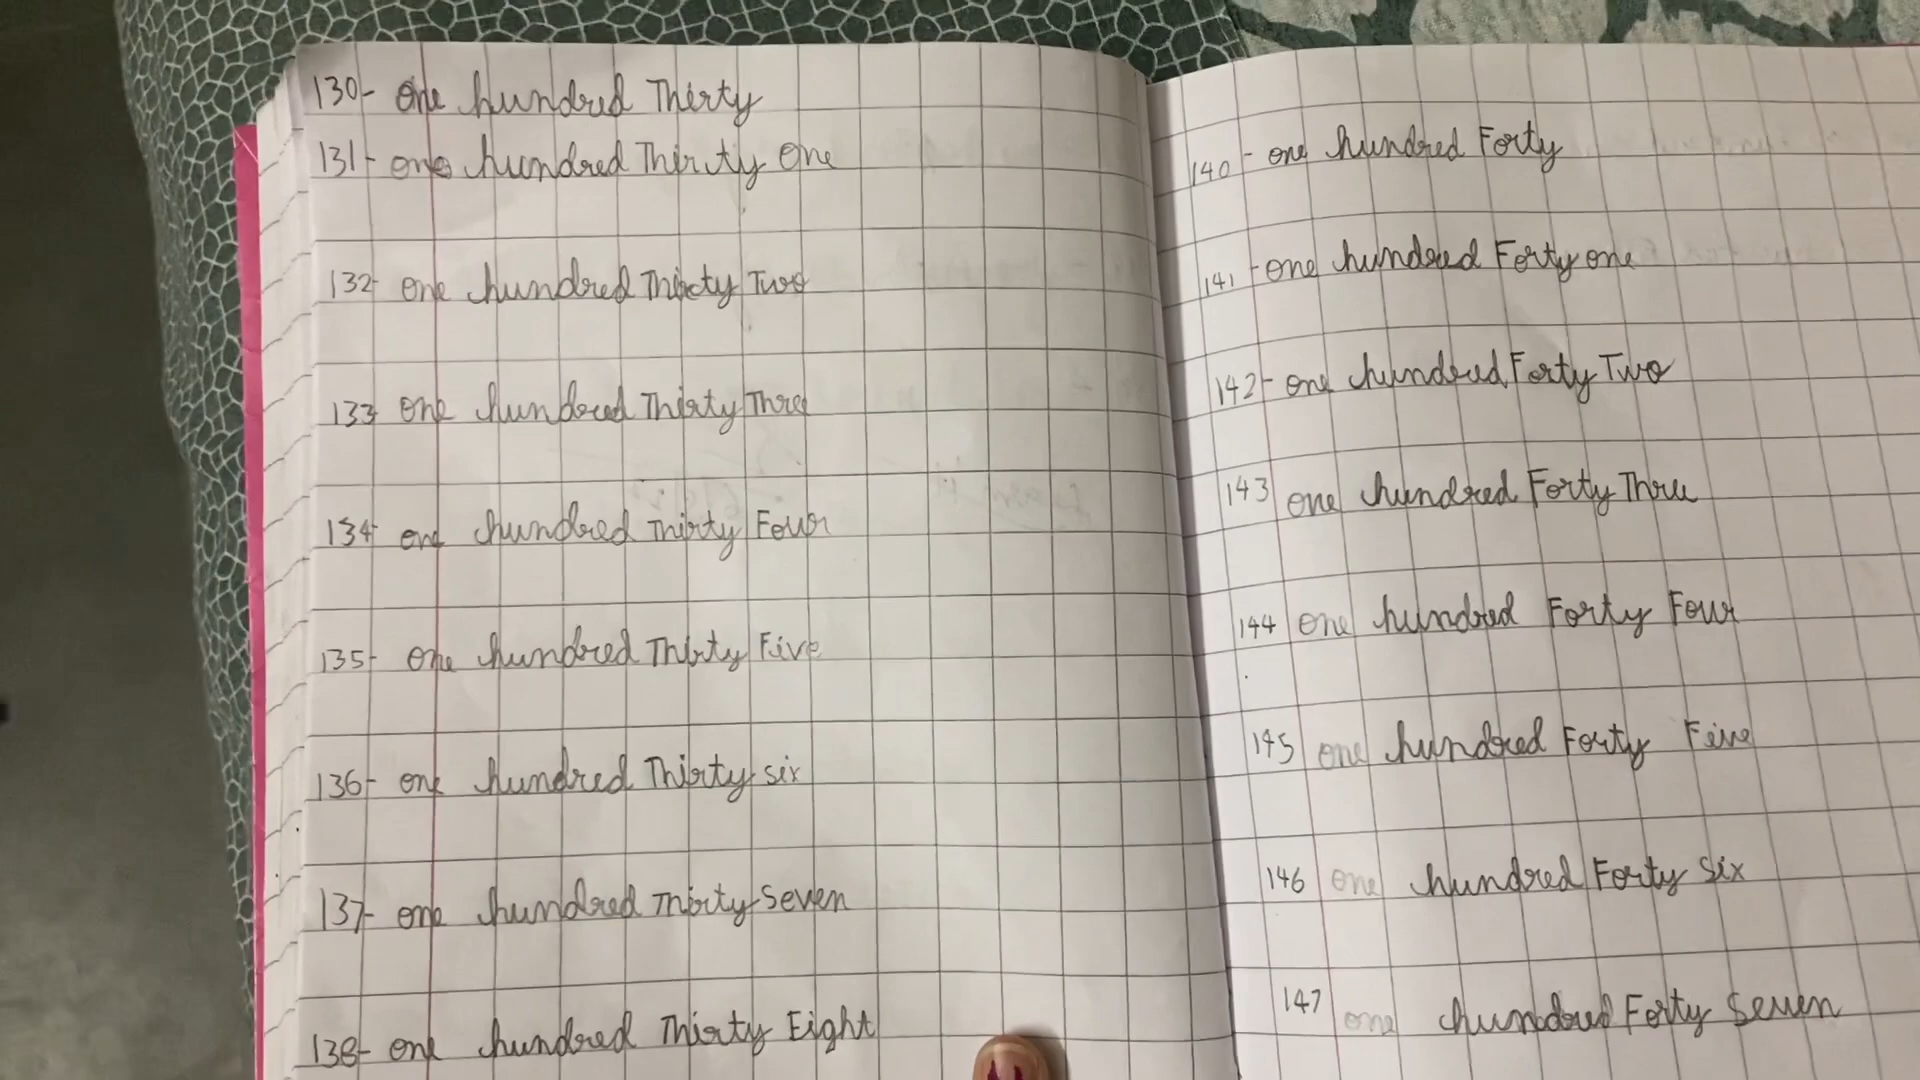 130- one hundred Thirty
131- one hundred Thirty One
132- one hundred Thirty Two
133 one hundred Thirty Three
134- one hundred Thirty Four
135- one hundred Thirty Five
136- one hundred Thirty six
137- one hundred Thirty Seven
138- one hundred Thirty Eight
140 - one hundred Forty
141 - one hundred Forty one
142- one hundred Forty Two
143 one hundred Forty Three
144 one hundred Forty Four
145 one hundred Forty Five
146 one hundred Forty Six
147 one hundred Forty Seven